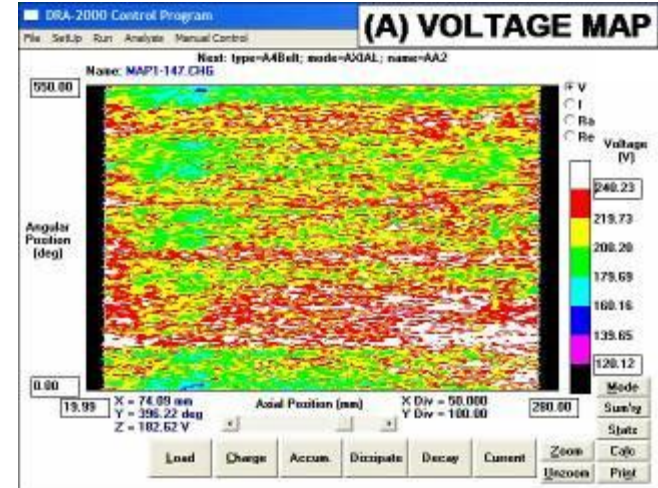 DRA-2000 Control Program
(A) VOLTAGE MAP
File SetUp Run Analysis Manual Control
Next: type=A4Belt; mode=AXIAL; name=AA2
Name: MAP1-147.CHG
550.00
V
I
Ra
Re
Voltage
(V)
240.23
219.73
200.20
179.69
160.16
139.65
120.12
Angular
Position
(deg)
0.00
19.99
X = 74.09 mm
Y = 396.22 deg
Z = 182.62 V
Axial Position (mm)
X Div = 50.000
Y Div = 100.00
280.00
Mode
Sum'ry
Stats
Load Charge Accum. Dissipate Decay Current
Zoom Calc
Unzoom Print